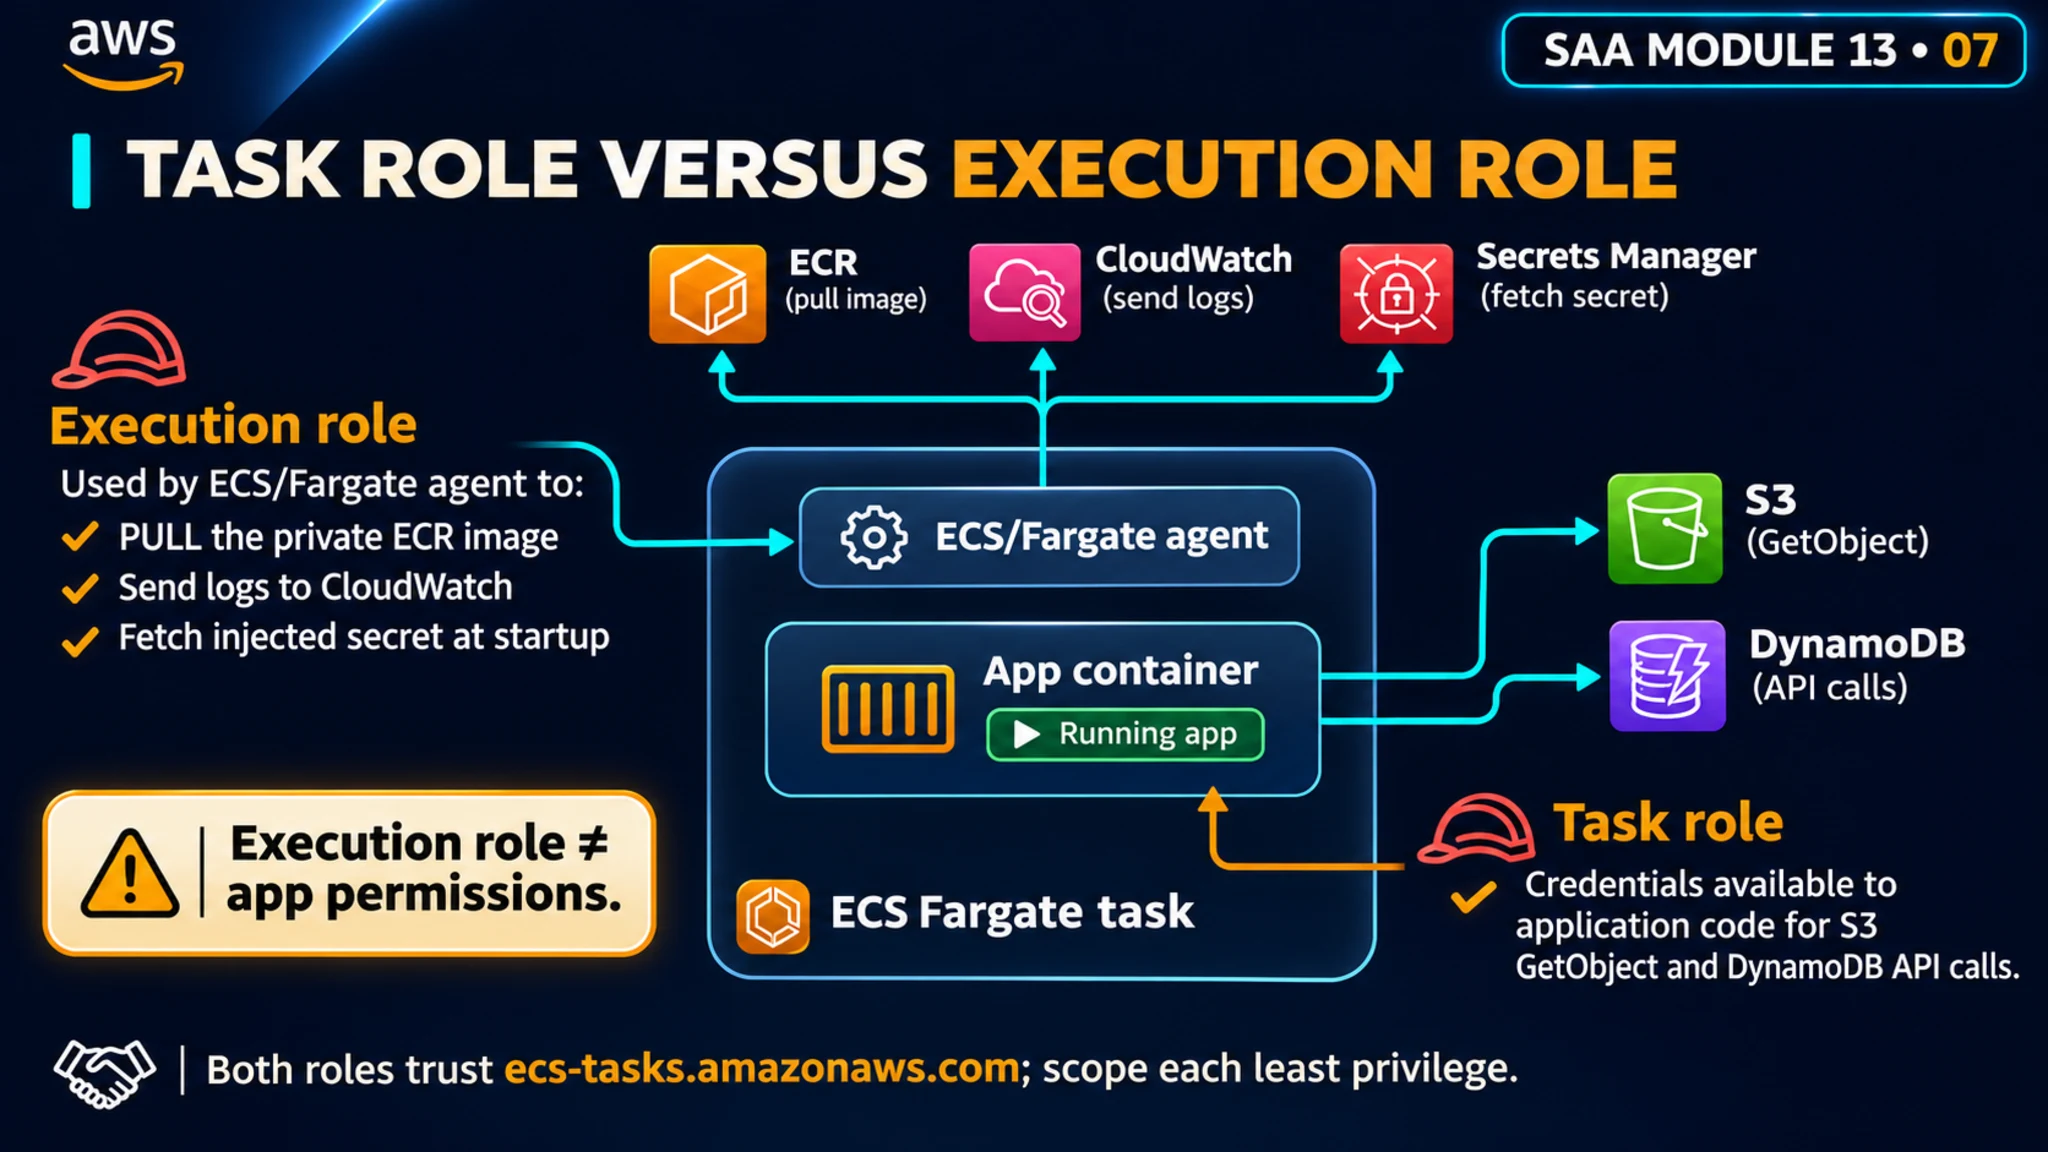 aws
SAA MODULE 13 • 07
TASK ROLE VERSUS EXECUTION ROLE
ECR
(pull image)
CloudWatch
(send logs)
Secrets Manager
(fetch secret)
Execution role
Used by ECS/Fargate agent to:
PULL the private ECR image
Send logs to CloudWatch
Fetch injected secret at startup
ECS/Fargate agent
App container
Running app
S3
(GetObject)
DynamoDB
(API calls)
Execution role ≠
app permissions.
ECS Fargate task
Task role
Credentials available to
application code for S3
GetObject and DynamoDB API calls.
Both roles trust ecs-tasks.amazonaws.com; scope each least privilege.